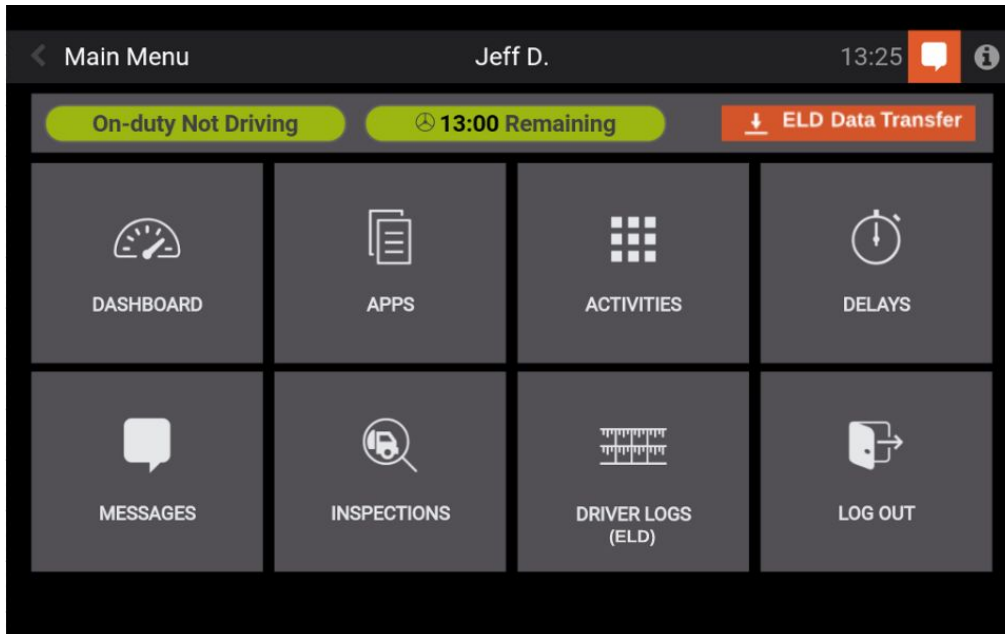 Main Menu
Jeff D.
13:25
On-duty Not Driving
13:00 Remaining
ELD Data Transfer
DASHBOARD
APPS
ACTIVITIES
DELAYS
MESSAGES
INSPECTIONS
DRIVER LOGS
(ELD)
LOG OUT